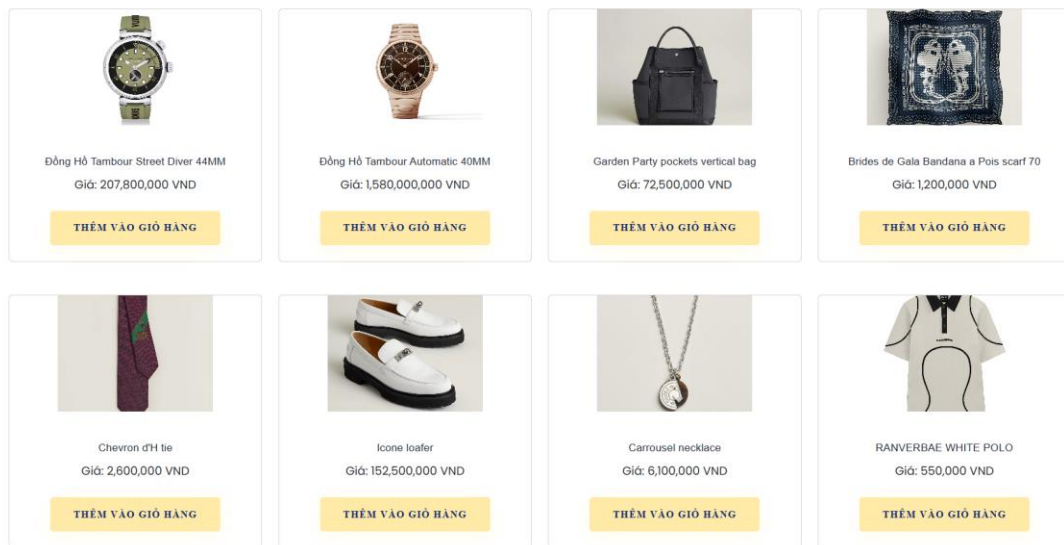 Đồng Hồ Tambour Street Diver 44MM
Giá: 207,800,000 VND
THÊM VÀO GIỎ HÀNG
Đồng Hồ Tambour Automatic 40MM
Giá: 1,580,000,000 VND
THÊM VÀO GIỎ HÀNG
Garden Party pockets vertical bag
Giá: 72,500,000 VND
THÊM VÀO GIỎ HÀNG
Brides de Gala Bandana a Pois scarf 70
Giá: 1,200,000 VND
THÊM VÀO GIỎ HÀNG
Chevron d'H tie
Giá: 2,600,000 VND
THÊM VÀO GIỎ HÀNG
Icone loafer
Giá: 152,500,000 VND
THÊM VÀO GIỎ HÀNG
Carrousel necklace
Giá: 6,100,000 VND
THÊM VÀO GIỎ HÀNG
RANVERBAE WHITE POLO
Giá: 550,000 VND
THÊM VÀO GIỎ HÀNG